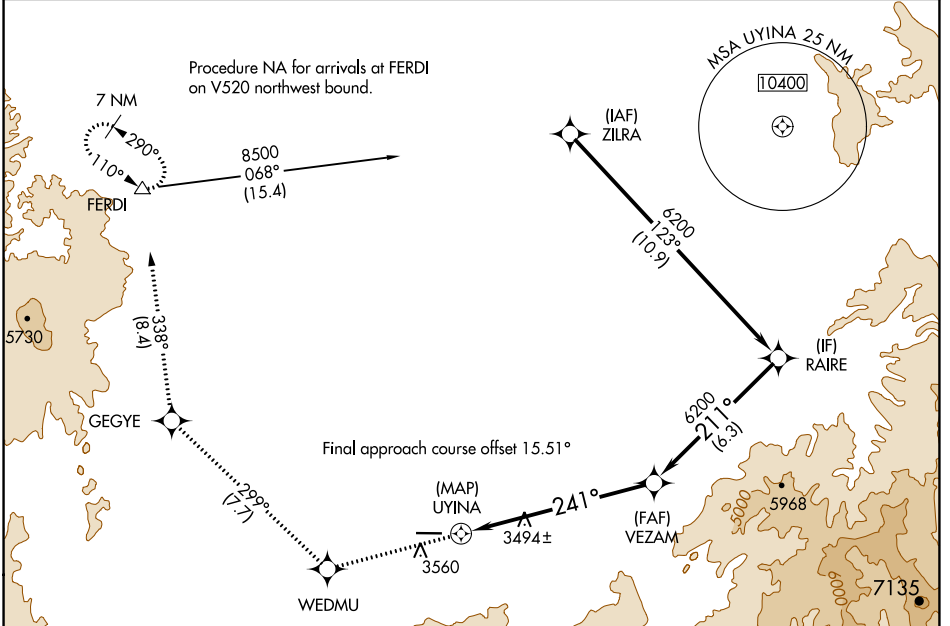 Procedure NA for arrivals at FERDI
on V520 northwest bound.
MSA UYINA 25 NM
10400
7 NM
290°
110°
FERDI
8500
068°
(15.4)
(IAF)
ZILRA
6200
123°
(10.9)
5730
338°
(8.4)
(IF)
RAIRE
6200
211°
(6.3)
GEGYE
Final approach course offset 15.51°
299°
(7.7)
(MAP)
UYINA
241°
3494±
(FAF)
VEZAM
5968
5000
3560
6000
7135
WEDMU